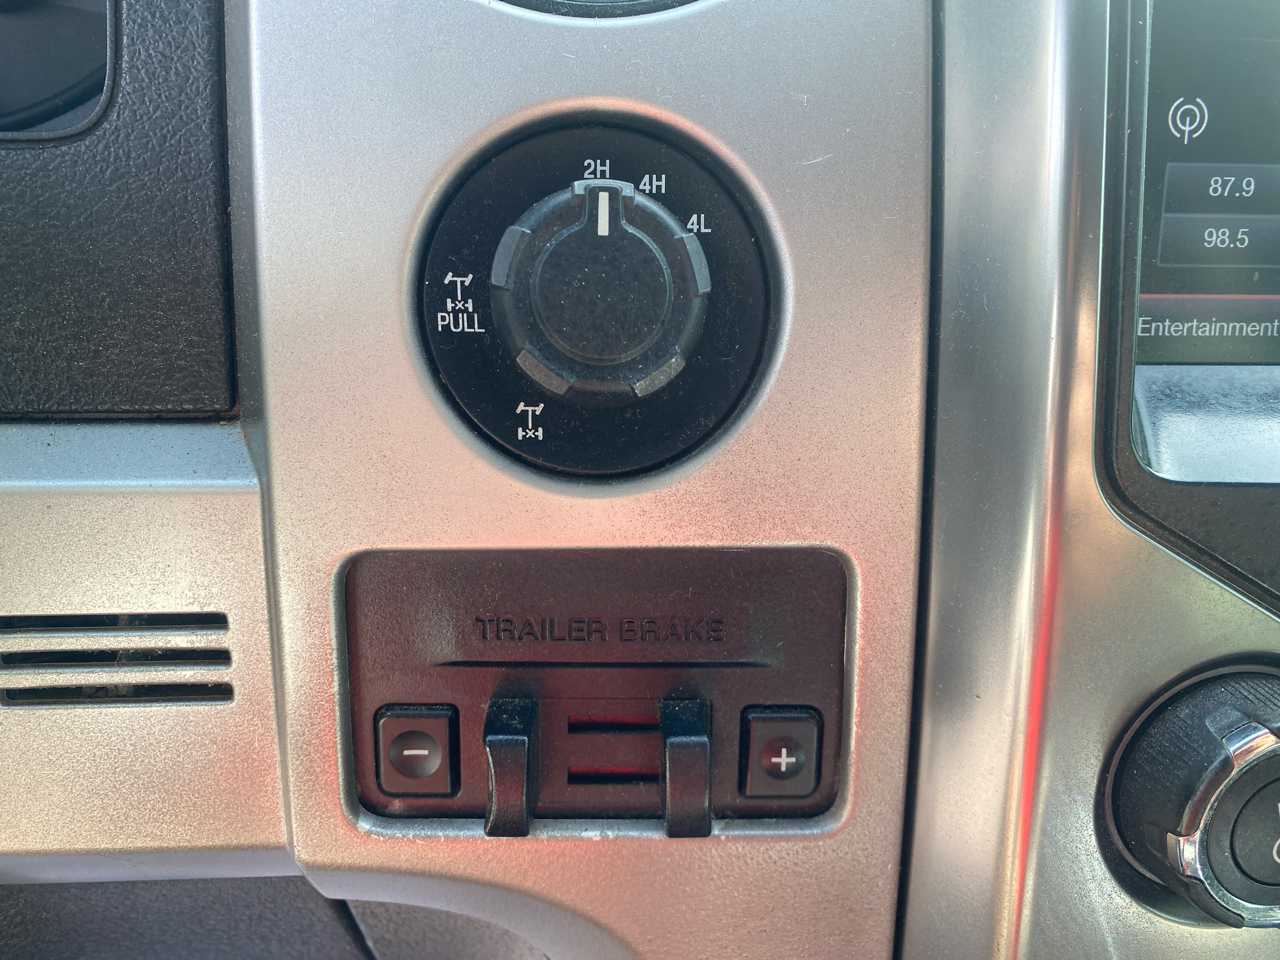 2H
4H
4L
PULL
TRAILER BRAKE
−
+
87.9
98.5
Entertainment